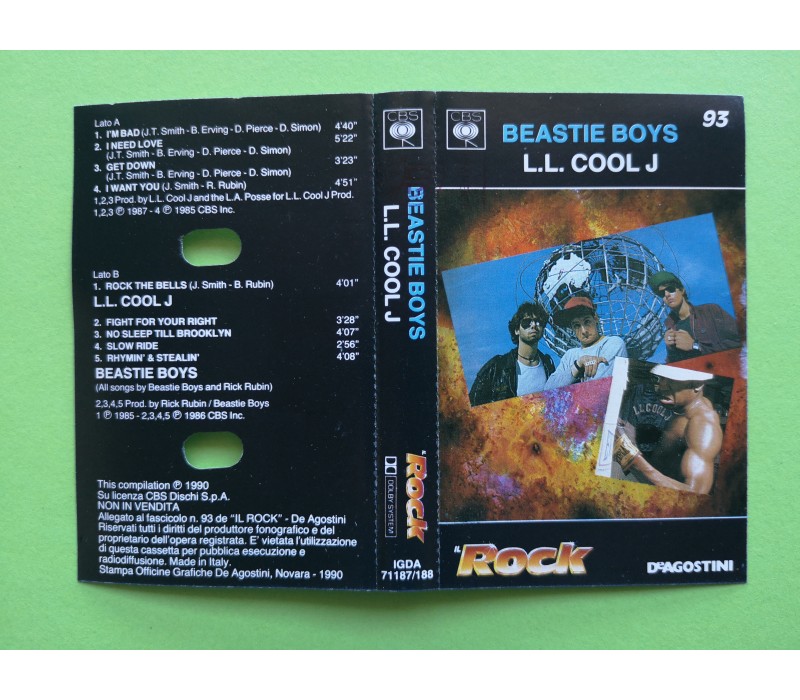 Lato A
1. I'M BAD (J.T. Smith - B. Erving - D. Pierce - D. Simon) 4'40"
2. I NEED LOVE 5'22"
(J.T. Smith - B. Erving - D. Pierce - D. Simon)
3. GET DOWN 3'23"
(J.T. Smith - B. Erving - D. Pierce - D. Simon)
4. I WANT YOU (J. Smith - R. Rubin) 4'51"
1,2,3 Prod. by L.L. Cool J and the L.A. Posse for L.L. Cool J Prod.
1,2,3 ℗ 1987 - 4 ℗ 1985 CBS Inc.
Lato B
1. ROCK THE BELLS (J. Smith - B. Rubin) 4'01"
L.L. COOL J
2. FIGHT FOR YOUR RIGHT 3'28"
3. NO SLEEP TILL BROOKLYN 4'07"
4. SLOW RIDE 2'56"
5. RHYMIN' & STEALIN' 4'08"
BEASTIE BOYS
(All songs by Beastie Boys and Rick Rubin)
2,3,4,5 Prod. by Rick Rubin / Beastie Boys
1 ℗ 1985 - 2,3,4,5 ℗ 1986 CBS Inc.
This compilation ℗ 1990
Su licenza CBS Dischi S.p.A.
NON IN VENDITA
Allegato al fascicolo n. 93 de "IL ROCK" - De Agostini
Riservati tutti i diritti del produttore fonografico e del
proprietario dell'opera registrata. E' vietata l'utilizzazione
di questa cassetta per pubblica esecuzione e
radiodiffusione. Made in Italy.
Stampa Officine Grafiche De Agostini, Novara - 1990
CBS
BEASTIE BOYS
L.L. COOL J
IL Rock
DOLBY SYSTEM
IGDA
71187/188
CBS
93
BEASTIE BOYS
L.L. COOL J
L.L. COOL J
IL Rock
DeAGOSTINI